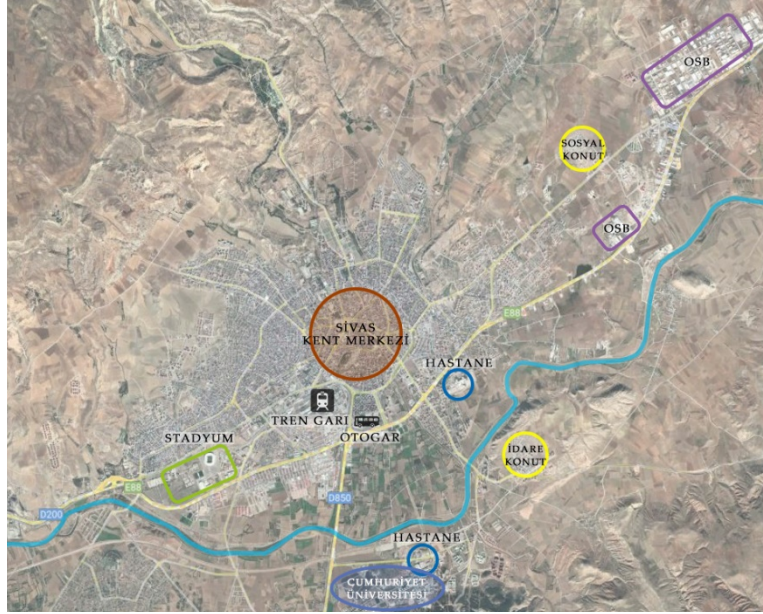 OSB
SOSYAL
KONUT
OSB
E88
SİVAS
KENT MERKEZİ
HASTANE
TREN GARI
OTOGAR
STADYUM
İDARE
KONUT
E88
D850
D200
HASTANE
CUMHURİYET
ÜNİVERSİTESİ